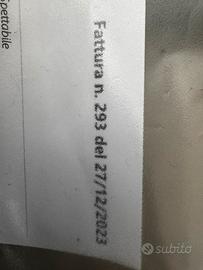 Spettabile
Fattura n. 293 del 27/12/2023
subito